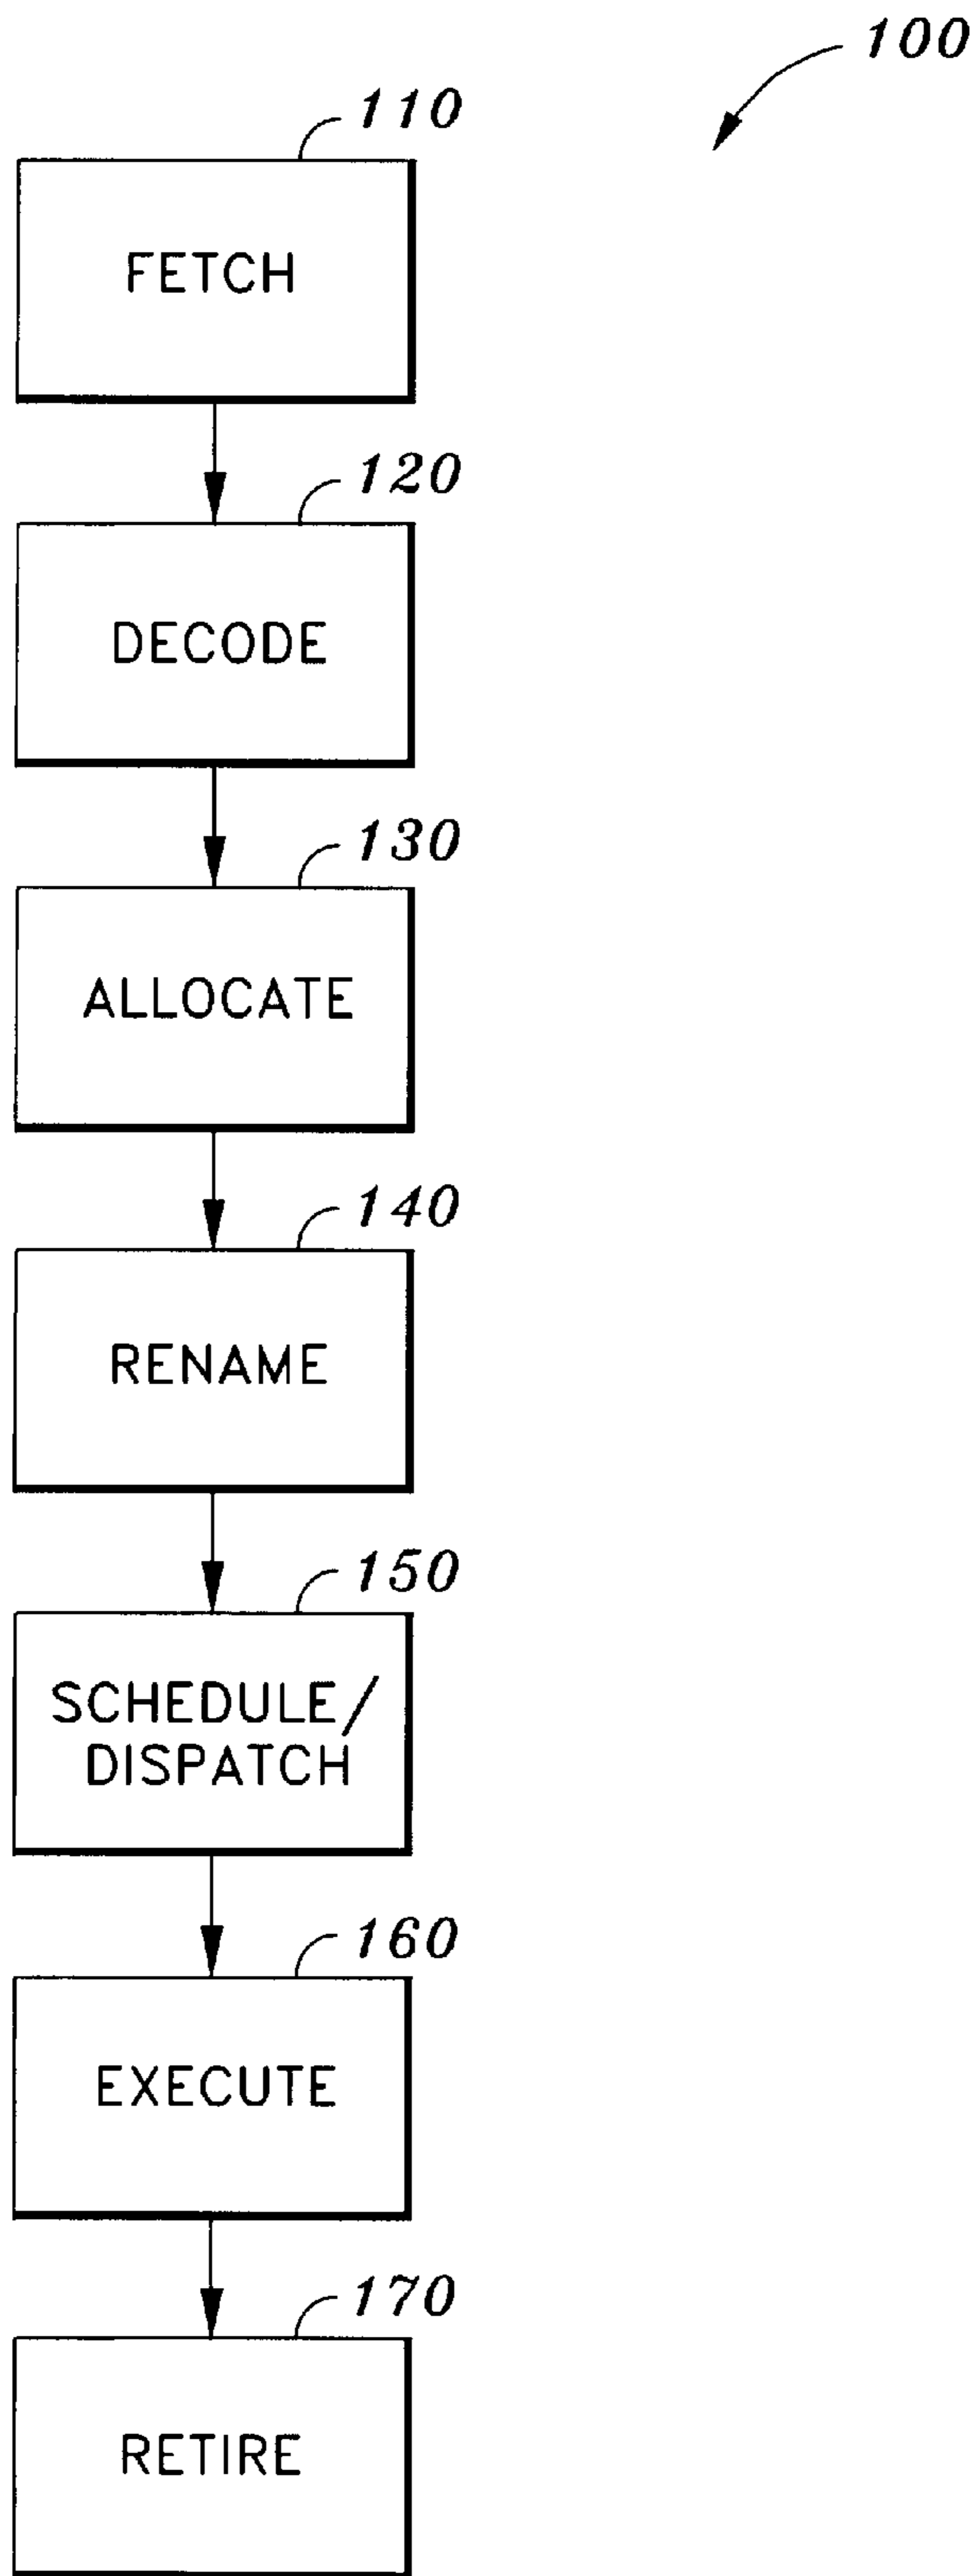 100
110
FETCH
120
DECODE
130
ALLOCATE
140
RENAME
150
SCHEDULE/
DISPATCH
160
EXECUTE
170
RETIRE